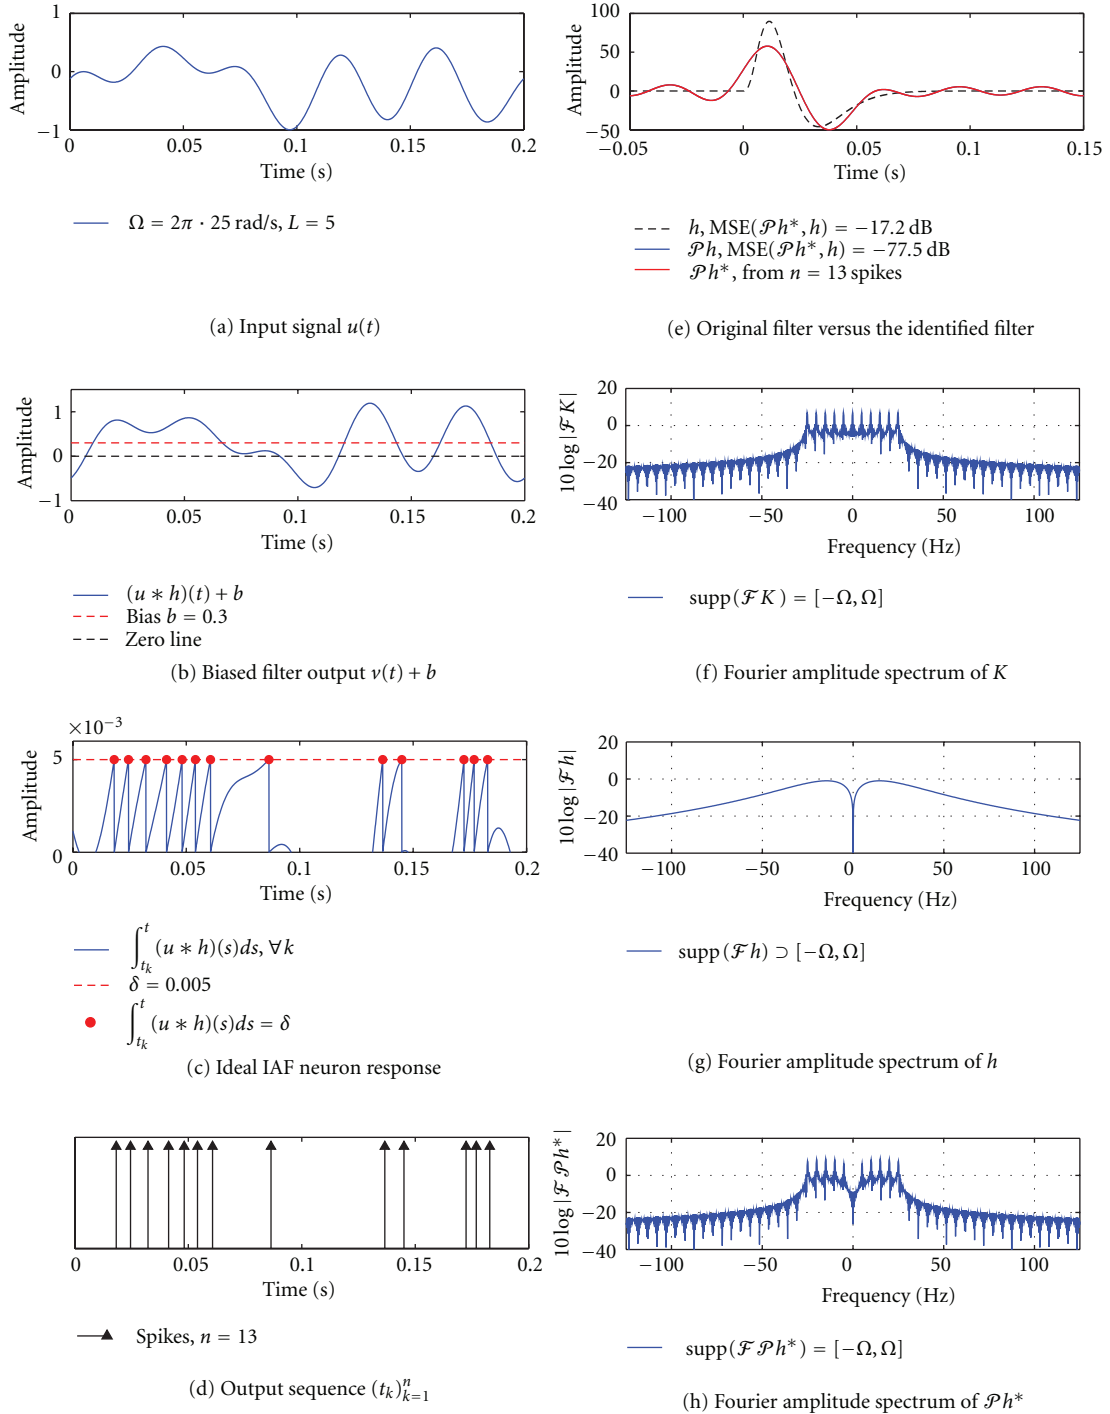 1
0
−1
Amplitude
0
0.05
0.1
0.15
0.2
Time (s)
Ω = 2π · 25 rad/s, L = 5
(a) Input signal u(t)
100
50
0
−50
Amplitude
−0.05
0
0.05
0.1
0.15
Time (s)
h, MSE(𝒫h*, h) = −17.2 dB
𝒫h, MSE(𝒫h*, h) = −77.5 dB
𝒫h*, from n = 13 spikes
(e) Original filter versus the identified filter
1
0
−1
Amplitude
0
0.05
0.1
0.15
0.2
Time (s)
(u ∗ h)(t) + b
Bias b = 0.3
Zero line
(b) Biased filter output v(t) + b
20
0
−20
−40
10 log |ℱK|
−100
−50
0
50
100
Frequency (Hz)
supp(ℱK) = [−Ω, Ω]
(f) Fourier amplitude spectrum of K
×10⁻³
5
0
Amplitude
0
0.05
0.1
0.15
0.2
Time (s)
∫_{t_k}^{t} (u ∗ h)(s)ds, ∀k
δ = 0.005
∫_{t_k}^{t} (u ∗ h)(s)ds = δ
(c) Ideal IAF neuron response
20
0
−20
−40
10 log |ℱh|
−100
−50
0
50
100
Frequency (Hz)
supp(ℱh) ⊃ [−Ω, Ω]
(g) Fourier amplitude spectrum of h
0
0.05
0.1
0.15
0.2
Time (s)
Spikes, n = 13
(d) Output sequence (t_k)_{k=1}^{n}
20
0
−20
−40
10 log |ℱ𝒫h*|
−100
−50
0
50
100
Frequency (Hz)
supp(ℱ𝒫h*) = [−Ω, Ω]
(h) Fourier amplitude spectrum of 𝒫h*